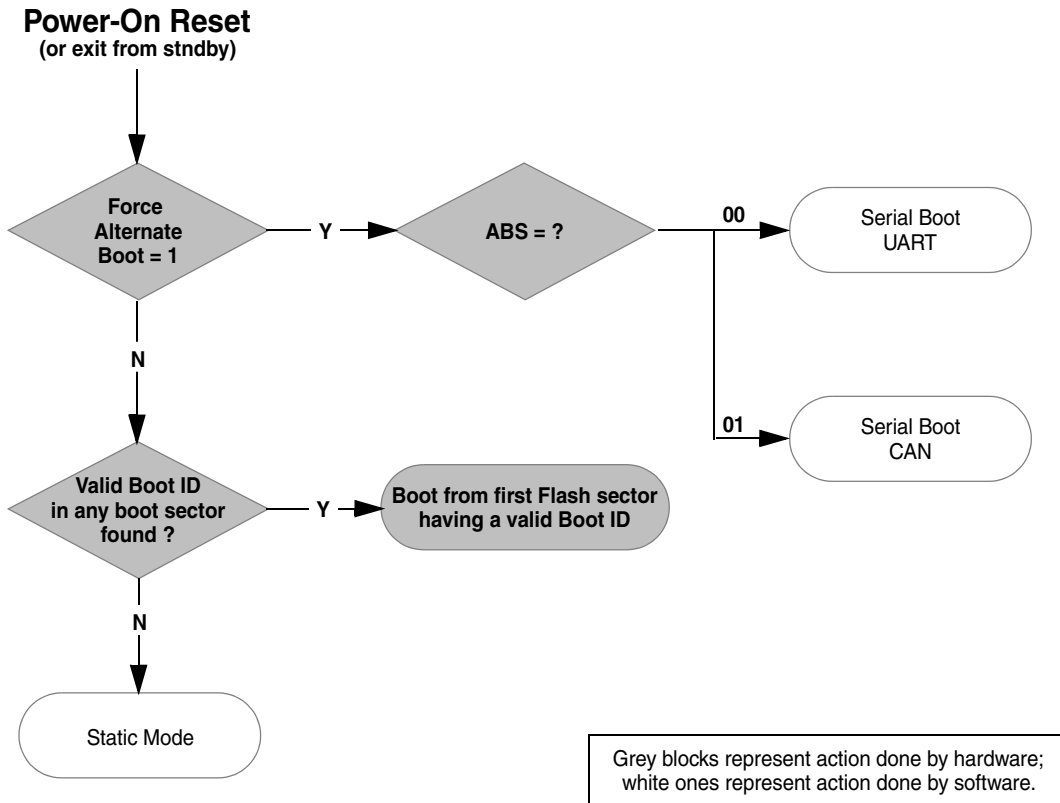 Power-On Reset
(or exit from stndby)
Force
Alternate
Boot = 1
Y
ABS = ?
00
Serial Boot
UART
N
01
Serial Boot
CAN
Valid Boot ID
in any boot sector
found ?
Y
Boot from first Flash sector
having a valid Boot ID
N
Static Mode
Grey blocks represent action done by hardware;
white ones represent action done by software.